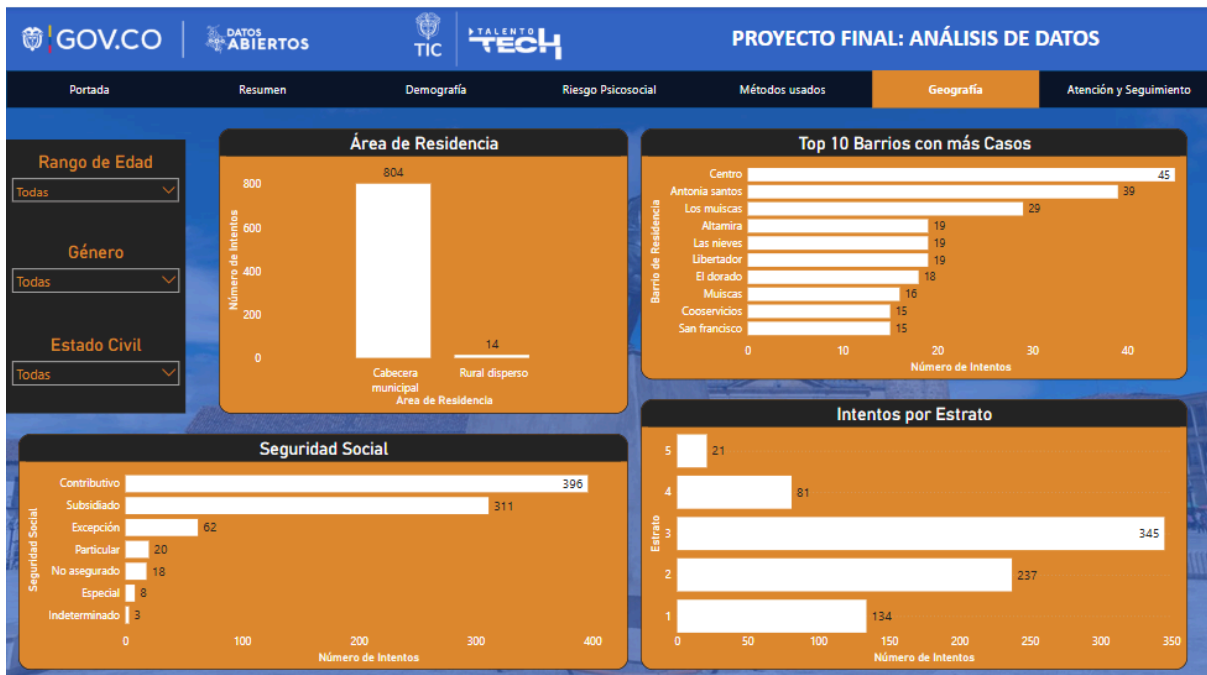 GOV.CO
DATOS
ABIERTOS
TIC
TALENTO
TECH
PROYECTO FINAL: ANÁLISIS DE DATOS
Portada
Resumen
Demografía
Riesgo Psicosocial
Métodos usados
Geografía
Atención y Seguimiento
Rango de Edad
Todas
Género
Todas
Estado Civil
Todas
Área de Residencia
Número de Intentos
800
600
400
200
0
804
14
Cabecera
municipal
Rural disperso
Area de Residencia
Top 10 Barrios con más Casos
Barrio de Residencia
Centro 45
Antonia santos 39
Los muiscas 29
Altamira 19
Las nieves 19
Libertador 19
El dorado 18
Muiscas 16
Cooservicios 15
San francisco 15
0 10 20 30 40
Número de Intentos
Seguridad Social
Seguridad Social
Contributivo 396
Subsidiado 311
Excepción 62
Particular 20
No asegurado 18
Especial 8
Indeterminado 3
0 100 200 300 400
Número de Intentos
Intentos por Estrato
Estrato
5 21
4 81
3 345
2 237
1 134
0 50 100 150 200 250 300 350
Número de Intentos